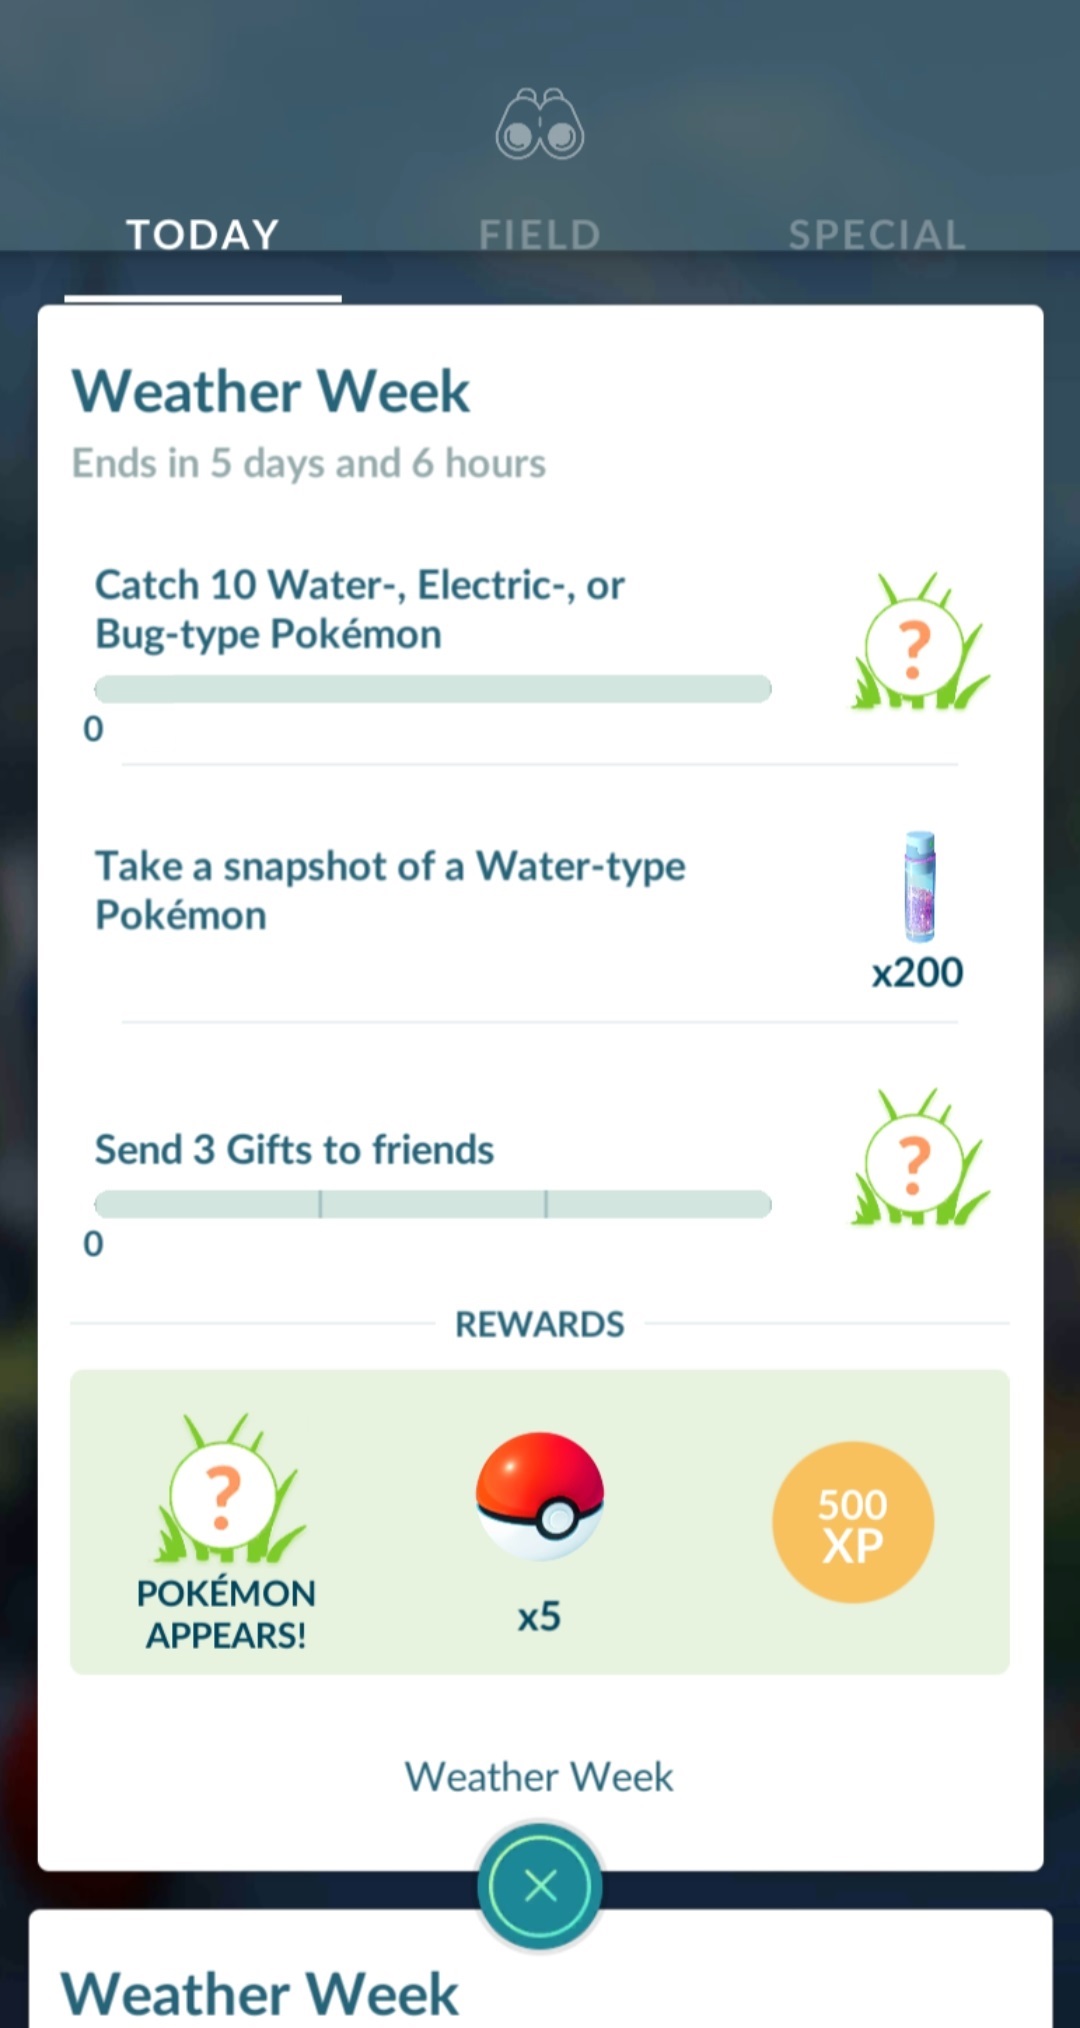 TODAY FIELD SPECIAL
Weather Week
Ends in 5 days and 6 hours
Catch 10 Water-, Electric-, or
Bug-type Pokémon
?
0
Take a snapshot of a Water-type
Pokémon
x200
Send 3 Gifts to friends
?
0
REWARDS
?
POKÉMON
APPEARS!
x5
500
XP
Weather Week
Weather Week